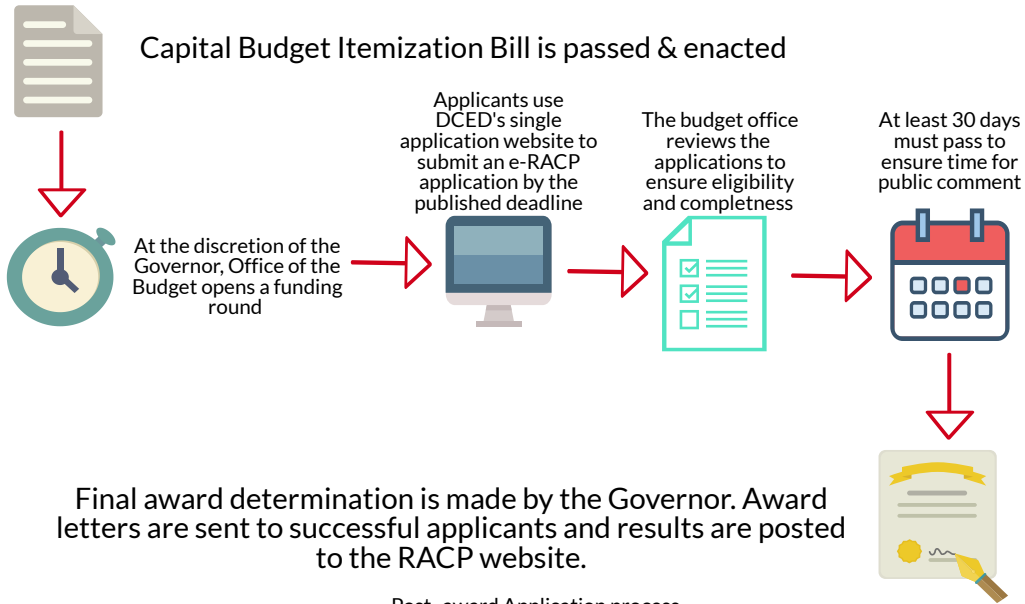 Capital Budget Itemization Bill is passed & enacted
Applicants use
DCED's single
application website to
submit an e-RACP
application by the
published deadline
The budget office
reviews the
applications to
ensure eligibility
and completness
At least 30 days
must pass to
ensure time for
public comment
At the discretion of the
Governor, Office of the
Budget opens a funding
round
Final award determination is made by the Governor. Award
letters are sent to successful applicants and results are posted
to the RACP website.
Post-award Application process